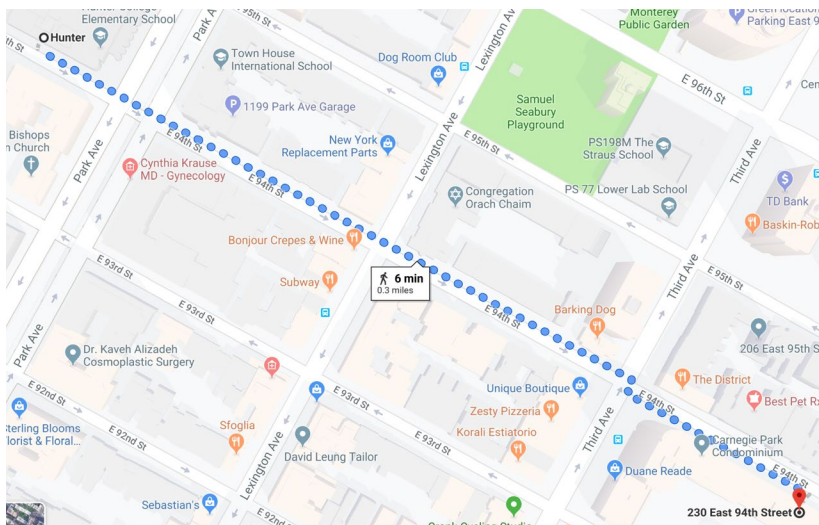 Hunter College
Elementary School
Hunter
Park A
E 95th St
Lexington Av
Monterey
Public Garden
Green location
Parking East 9
Town House
International School
Dog Room Club
E 96th St
1199 Park Ave Garage
Samuel
Seabury
Playground
Bishops
n Church
Park Ave
E 94th St
New York
Replacement Parts
Lexington Ave
E 95th St
PS198M The
Straus School
Third Ave
Cynthia Krause
MD - Gynecology
E 94th St
Congregation
Orach Chaim
PS 77 Lower Lab School
TD Bank
Baskin-Rob
Bonjour Crepes & Wine
Subway
6 min
0.3 miles
E 93rd St
E 94th St
Third Ave
E 95th St
Barking Dog
Park Ave
Dr. Kaveh Alizadeh
Cosmoplastic Surgery
206 East 95th S
E 92nd St
E 93rd St
Unique Boutique
The District
Best Pet Rx
E 94th St
Sterling Blooms
Florist & Floral...
Sfoglia
Zesty Pizzeria
Korali Estiatorio
E 92nd St
Lexington Ave
David Leung Tailor
E 93rd St
Third Ave
Carnegie Park
Condominium
Duane Reade
E 94th St
Sebastian's
230 East 94th Street